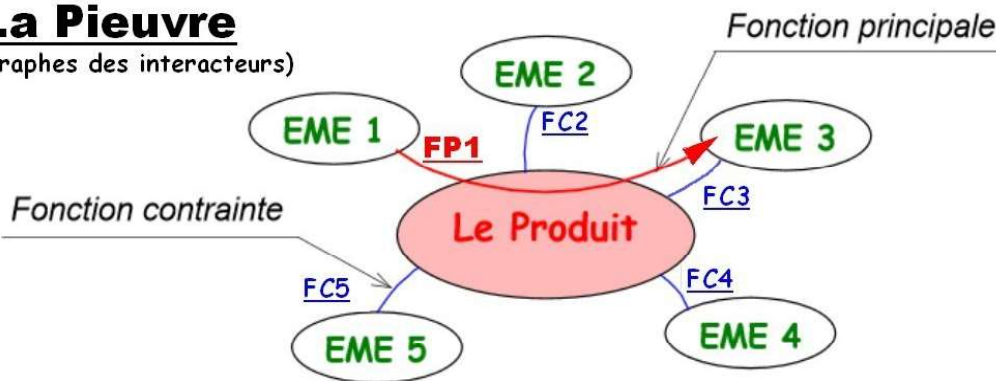 La Pieuvre
raphes des interacteurs)
Fonction principale
EME 2
EME 1
FC2
EME 3
FP1
FC3
Fonction contrainte
Le Produit
FC5
FC4
EME 5
EME 4